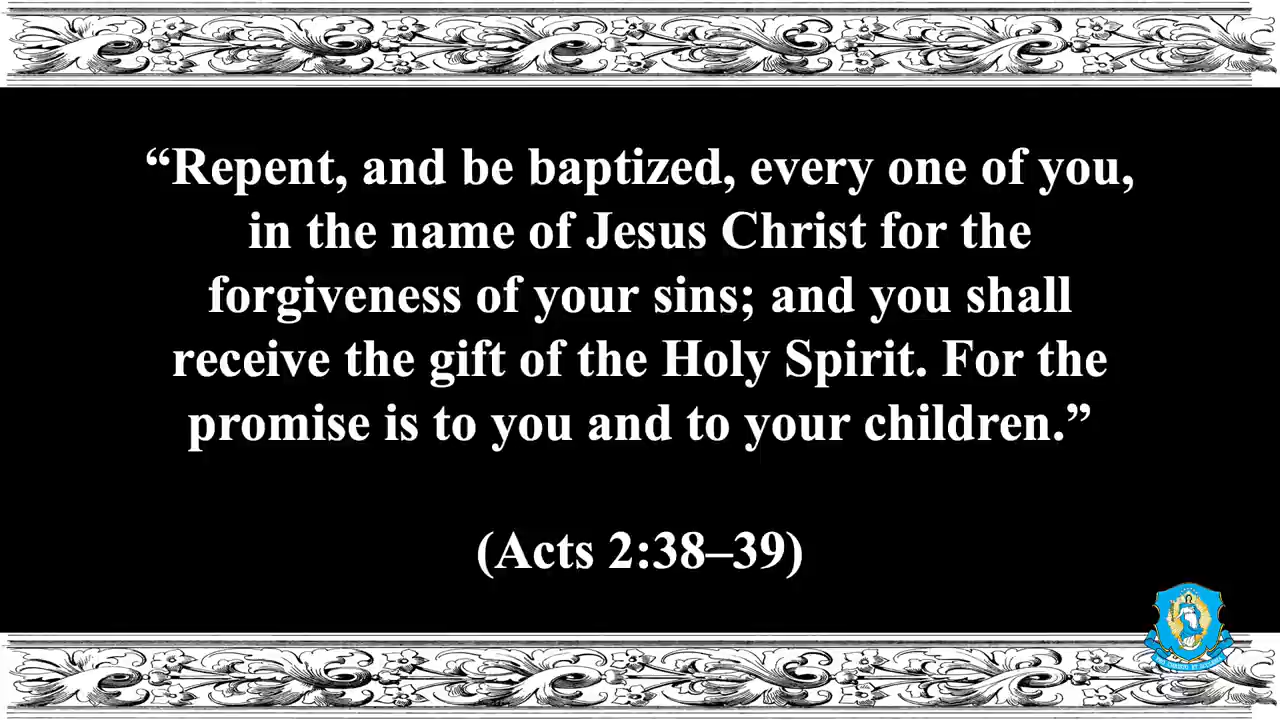 “Repent, and be baptized, every one of you,
in the name of Jesus Christ for the
forgiveness of your sins; and you shall
receive the gift of the Holy Spirit. For the
promise is to you and to your children.”
(Acts 2:38–39)